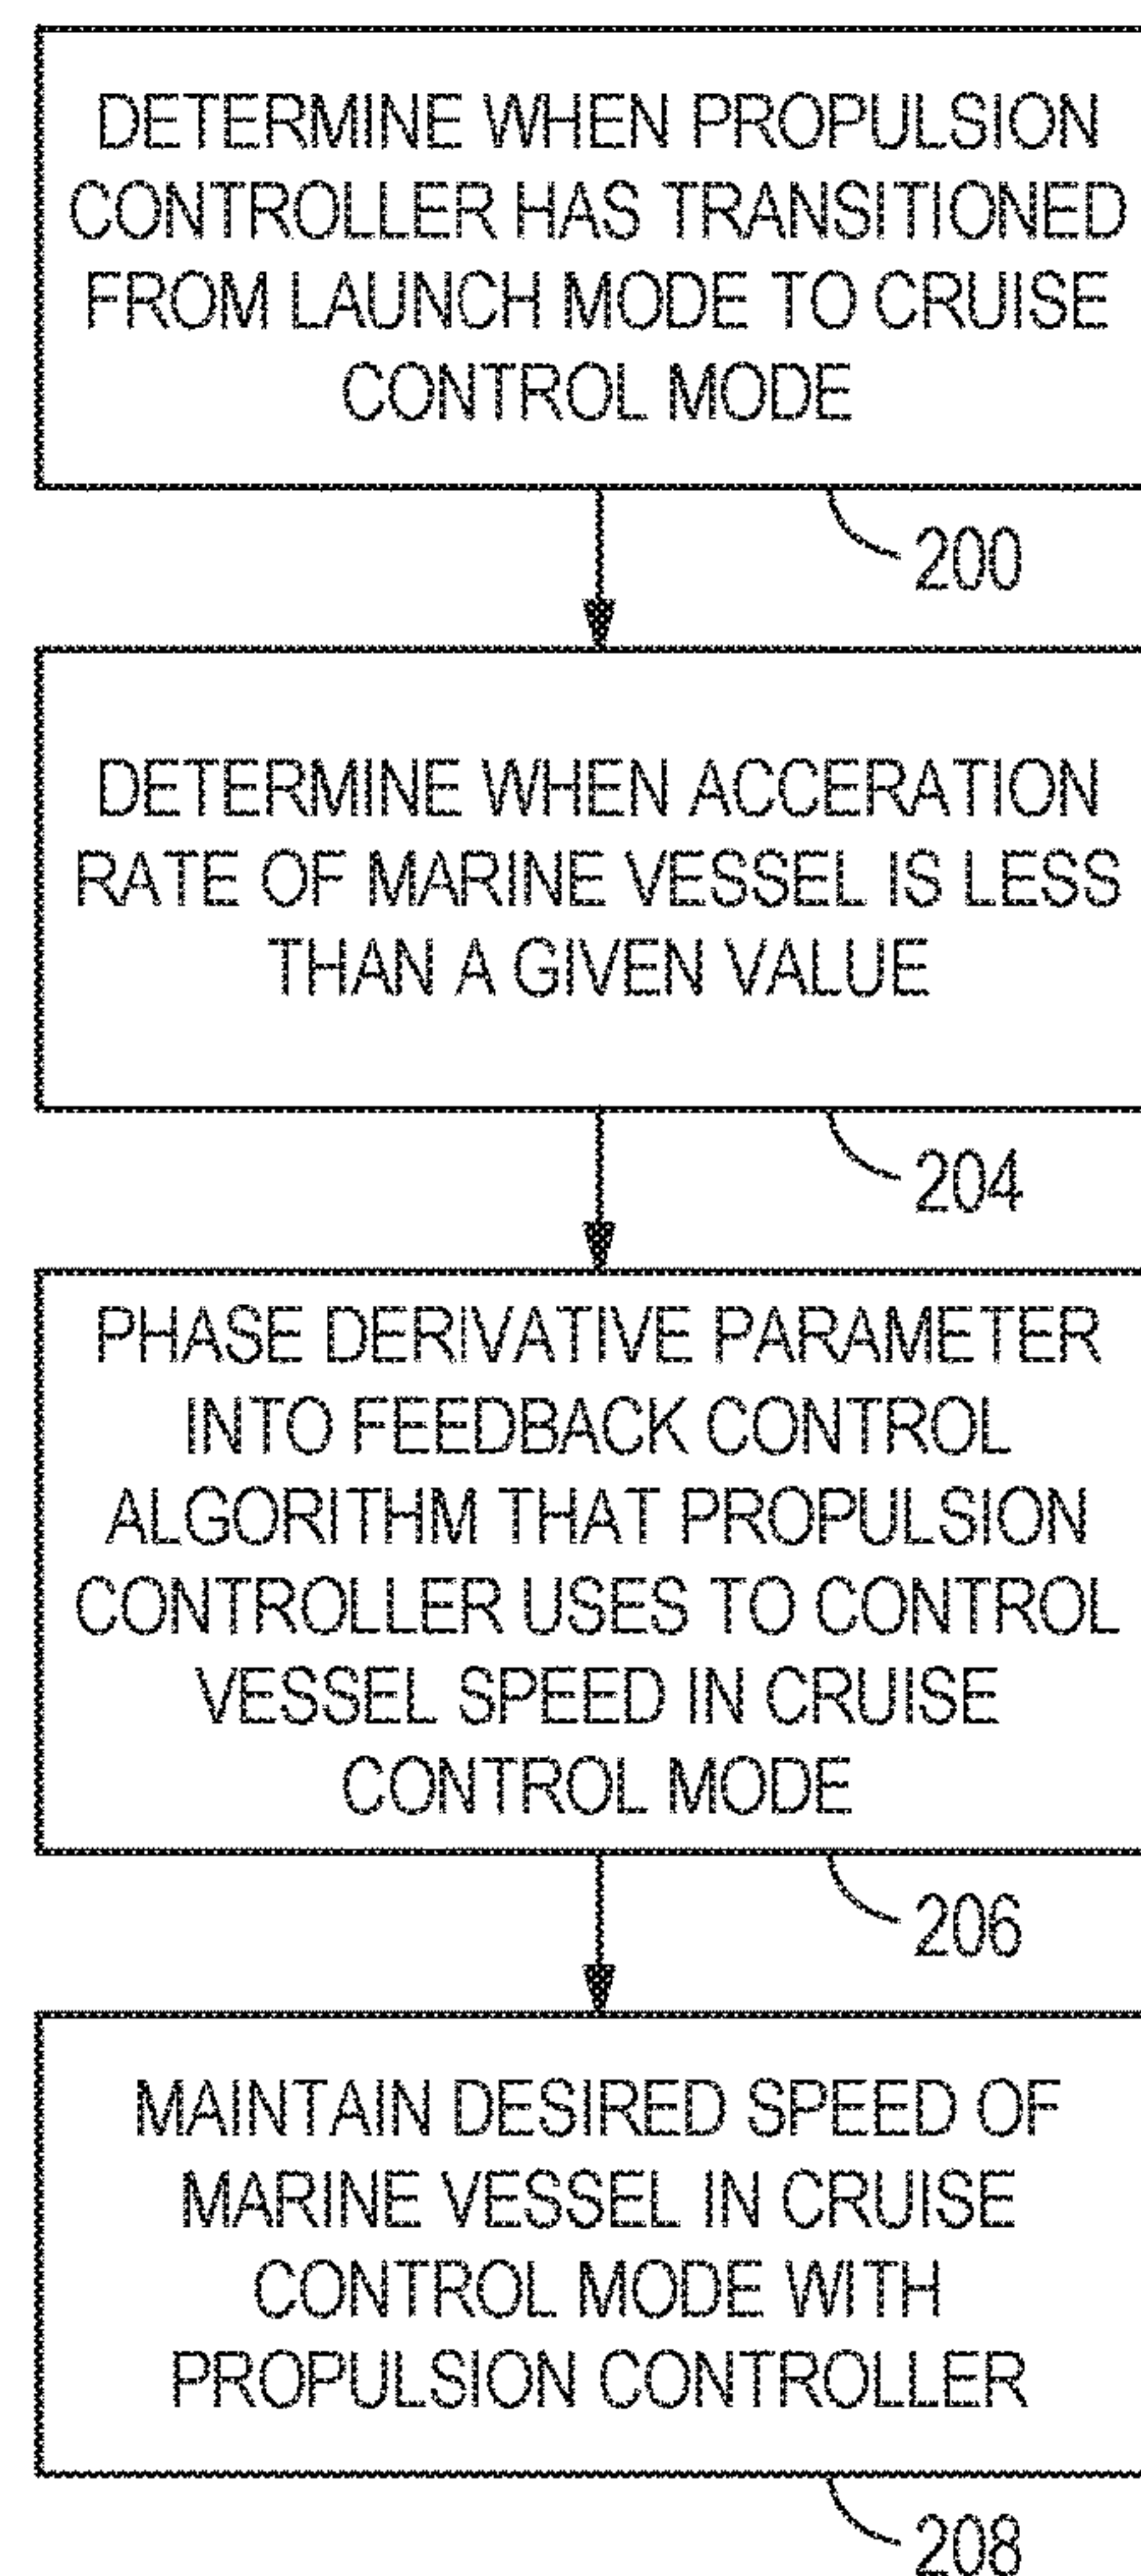 DETERMINE WHEN PROPULSION
CONTROLLER HAS TRANSITIONED
FROM LAUNCH MODE TO CRUISE
CONTROL MODE
200
DETERMINE WHEN ACCERATION
RATE OF MARINE VESSEL IS LESS
THAN A GIVEN VALUE
204
PHASE DERIVATIVE PARAMETER
INTO FEEDBACK CONTROL
ALGORITHM THAT PROPULSION
CONTROLLER USES TO CONTROL
VESSEL SPEED IN CRUISE
CONTROL MODE
206
MAINTAIN DESIRED SPEED OF
MARINE VESSEL IN CRUISE
CONTROL MODE WITH
PROPULSION CONTROLLER
208